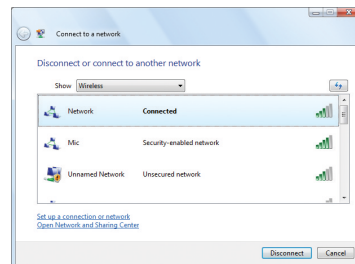 Connect to a network
Disconnect or connect to another network
Show Wireless
Network Connected
Mic Security-enabled network
Unnamed Network Unsecured network
Set up a connection or network
Open Network and Sharing Center
Disconnect Cancel